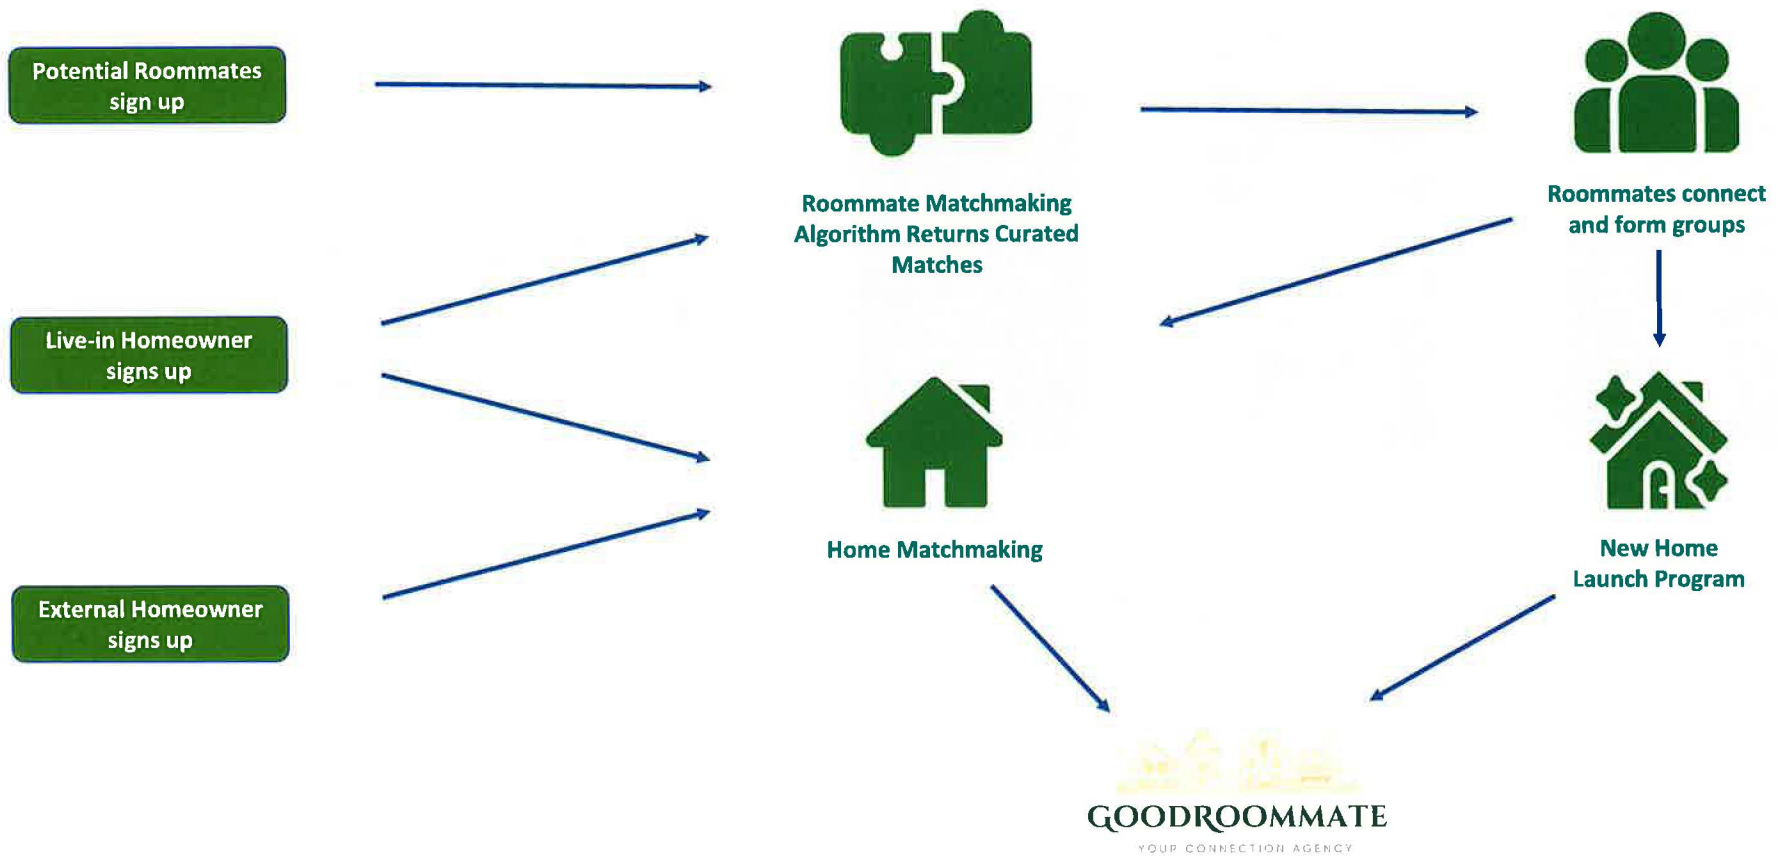 Potential Roommates
sign up
Roommate Matchmaking
Algorithm Returns Curated
Matches
Roommates connect
and form groups
Live-in Homeowner
signs up
Home Matchmaking
New Home
Launch Program
External Homeowner
signs up
GOODROOMMATE
YOUR CONNECTION AGENCY